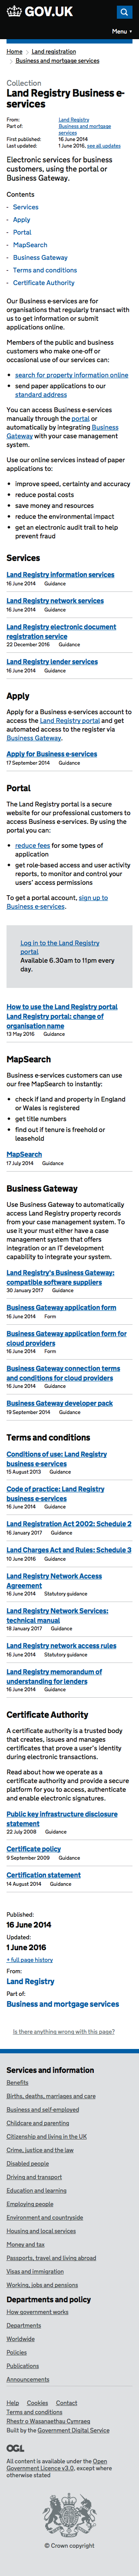 GOV.UK
Menu
Home
Land registration
Business and mortgage services
Collection
Land Registry Business e-
services
From:
Land Registry
Part of:
Business and mortgage
services
First published:
16 June 2014
Last updated:
1 June 2016, see all updates
Electronic services for business
customers, using the portal or
Business Gateway.
Contents
- Services
- Apply
- Portal
- MapSearch
- Business Gateway
- Terms and conditions
- Certificate Authority
Our Business e-services are for
organisations that regularly use us
to get information or to submit
applications online.
Members of the public and business
customers who make one-off or
occasional use of our services can:
• search for property information online
• send paper applications or our
standard address
You can access Business e-services
manually through the portal or
automatically by integrating Business
Gateway with your case management
system.
Use our online services instead of paper
applications to:
• improve speed, certainty and accuracy
• reduce postal costs
• save money and resources
• reduce the environmental impact
• get an electronic audit trail to help
prevent fraud
Services
Land Registry information services
16 June 2014 Guidance
Land Registry network services
16 June 2014 Guidance
Land Registry electronic document
registration service
22 December 2016 Guidance
Land Registry lender services
16 June 2014 Guidance
Apply
Apply for a Business e-services account to
access the Land Registry portal and get
authorised to access the register via
Business Gateway.
Apply for Business e-services
17 September 2014 Guidance
Portal
The Land Registry portal is a secure
website for our professional customers to
access Business e-services. By using the
portal you can:
• reduce fees for some types of
application
• get role-based access and user activity
reports, to monitor and control your
users' access permissions
To get a portal account, sign up to
Business e-services.
Log in to the Land Registry
portal
Available 6.30am to 11pm every
day.
How to use the Land Registry portal
Land Registry portal: change of
organisation name
13 May 2016 Guidance
MapSearch
Business e-services customers can use
the free MapSearch to instantly:
• check if land and property in England
or Wales is registered
• get title numbers
• find out if tenure is freehold or
leasehold
MapSearch
17 July 2014 Guidance
Business Gateway
Use Business Gateway to automatically
access Land Registry data from within
your own case management system. To
use it you must either have a case
management system that offers
integration of Business Gateway and
access to an IT development
capability to integrate your system.
Land Registry's Business Gateway:
compatible software suppliers
30 January 2017 Guidance
Business Gateway application form
16 June 2014 Form
Business Gateway application form for
cloud providers
16 June 2014 Form
Business Gateway connection terms
and conditions for cloud providers
16 June 2014 Guidance
Business Gateway developer pack
19 September 2014 Guidance
Terms and conditions
Conditions of use: Land Registry
business e-services
15 August 2013 Guidance
Code of practice: Land Registry
business e-services
16 June 2014 Guidance
Land Registration Act 2002: Schedule 2
16 January 2017 Guidance
Land Charges Act and Rules: Schedule 3
10 June 2016 Guidance
Land Registry Network Access
Agreement
16 June 2014 Statutory guidance
Land Registry Network Services:
technical manual
18 January 2017 Guidance
Land Registry network access rules
16 June 2014 Statutory guidance
Land Registry memorandum of
understanding for lenders
16 June 2014 Guidance
Certificate Authority
A certificate authority is a trusted body
that creates, manages and issues
certificates that prove a user's identity
during electronic transactions.
Read about how we operate as a
certificate authority and provide a secure
platform for you to access, administrate
and enable electronic signatures.
Public key infrastructure disclosure
statement
22 July 2008 Guidance
Certificate policy
9 September 2009 Guidance
Certification statement
14 August 2014 Guidance
Published:
16 June 2014
Updated:
1 June 2016
+ full page history
From:
Land Registry
Part of:
Business and mortgage services
Is there anything wrong with this page?
Services and information
Benefits
Births, deaths, marriages and care
Business and self-employed
Childcare and parenting
Citizenship and living in the UK
Crime, justice and the law
Disabled people
Driving and transport
Education and learning
Employing people
Environment and countryside
Housing and local services
Money and tax
Passports, travel and living abroad
Visas and immigration
Working, jobs and pensions
Departments and policy
How government works
Departments
Worldwide
Policies
Publications
Announcements
Help Cookies Contact
Terms and conditions
Rhestr o Wasanaethau Cymraeg
Built by the Government Digital Service
OGL
All content is available under the Open
Government Licence v3.0, except where
otherwise stated
© Crown copyright